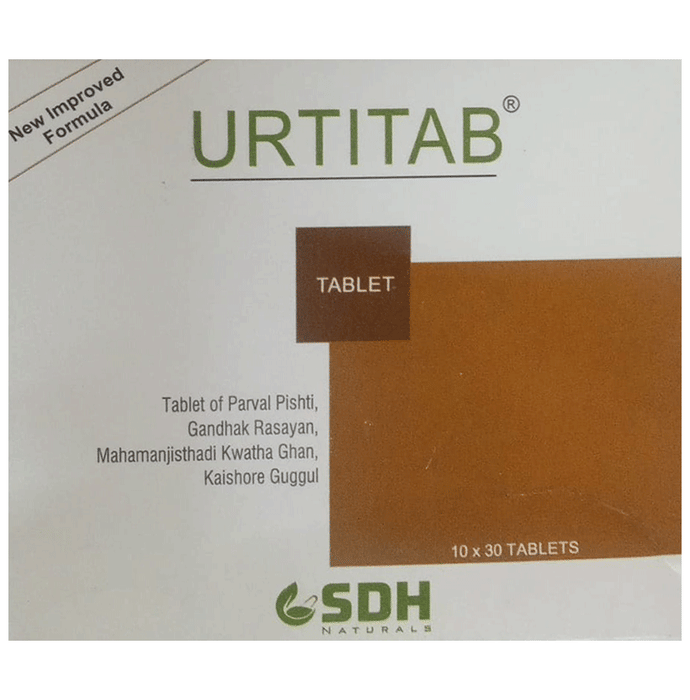 New Improved
Formula
URTITAB®
TABLET
Tablet of Parval Pishti,
Gandhak Rasayan,
Mahamanjisthadi Kwatha Ghan,
Kaishore Guggul
10 x 30 TABLETS
SDH
NATURALS